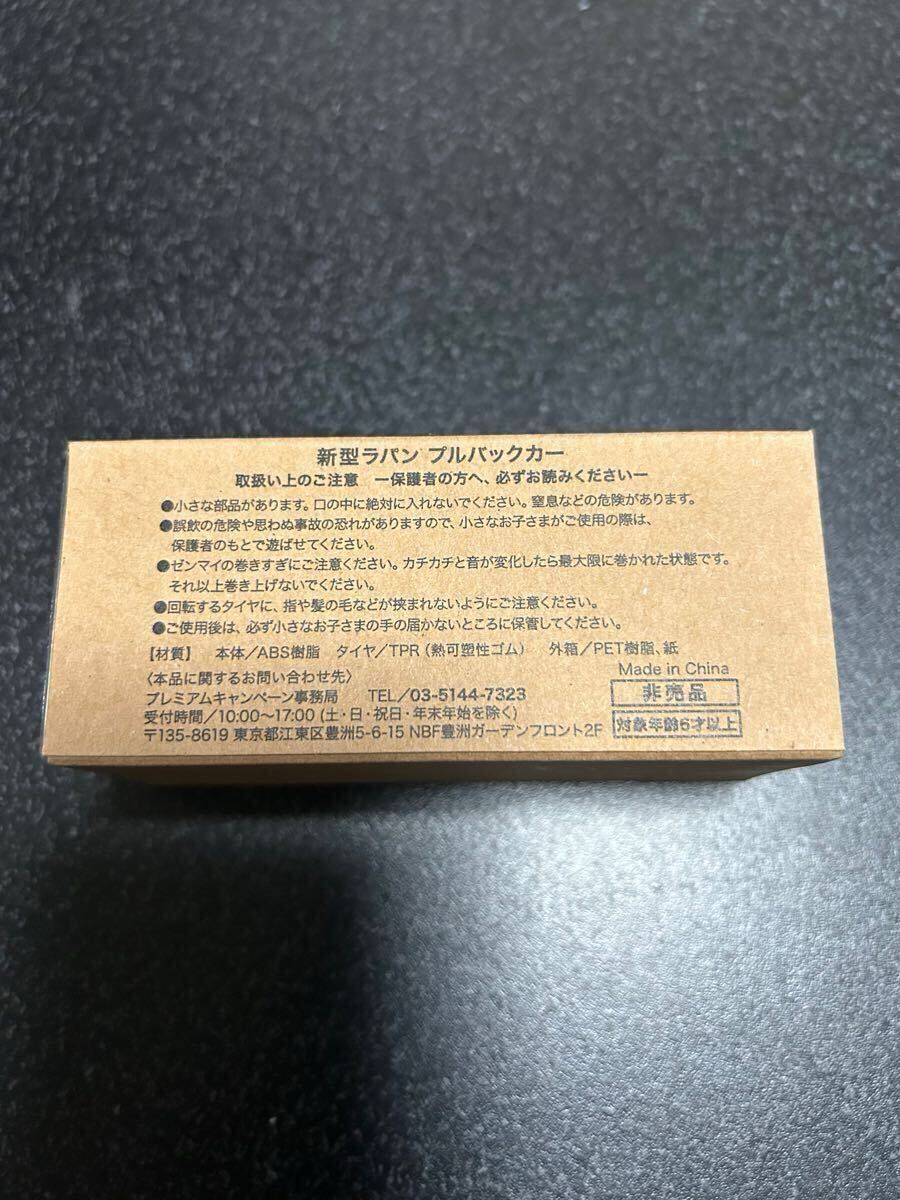 新型ラパン プルバックカー
取扱い上のご注意 ー保護者の方へ、必ずお読みくださいー
●小さな部品があります。口の中に絶対に入れないでください。窒息などの危険があります。
●誤飲の危険や思わぬ事故の恐れがありますので、小さなお子さまがご使用の際は、
保護者のもとで遊ばせてください。
●ゼンマイの巻きすぎにご注意ください。カチカチと音が変化したら最大限に巻かれた状態です。
それ以上巻き上げないでください。
●回転するタイヤに、指や髪の毛などが挟まれないようにご注意ください。
●ご使用後は、必ず小さなお子さまの手の届かないところに保管してください。
【材質】 本体/ABS樹脂 タイヤ/TPR(熱可塑性ゴム) 外箱/PET樹脂、紙
Made in China
〈本品に関するお問い合わせ先〉
プレミアムキャンペーン事務局 TEL/03-5144-7323
非売品
受付時間/10:00〜17:00(土・日・祝日・年末年始を除く)
〒135-8619 東京都江東区豊洲5-6-15 NBF豊洲ガーデンフロント2F
対象年齢6才以上